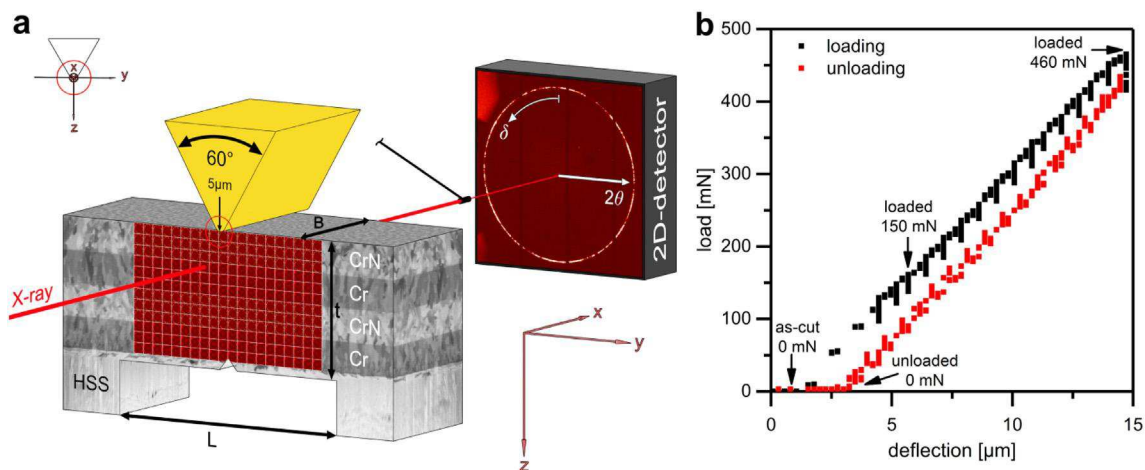 a
x
y
z
60°
5µm
B
CrN
Cr
CrN
Cr
t
X-ray
HSS
L
δ
2θ
2D-detector
x
y
z
b
500
400
300
200
100
0
load [mN]
loading
unloading
loaded
460 mN
loaded
150 mN
as-cut
0 mN
unloaded
0 mN
0
5
10
15
deflection [µm]